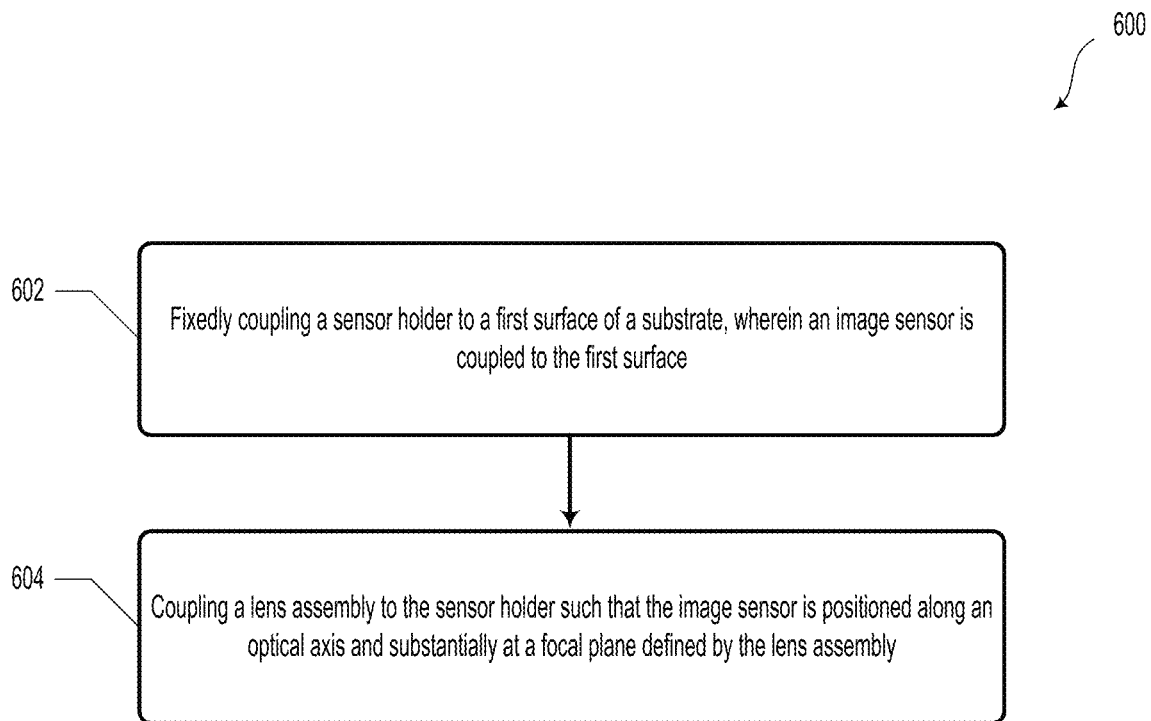 600
602
Fixedly coupling a sensor holder to a first surface of a substrate, wherein an image sensor is
coupled to the first surface
604
Coupling a lens assembly to the sensor holder such that the image sensor is positioned along an
optical axis and substantially at a focal plane defined by the lens assembly